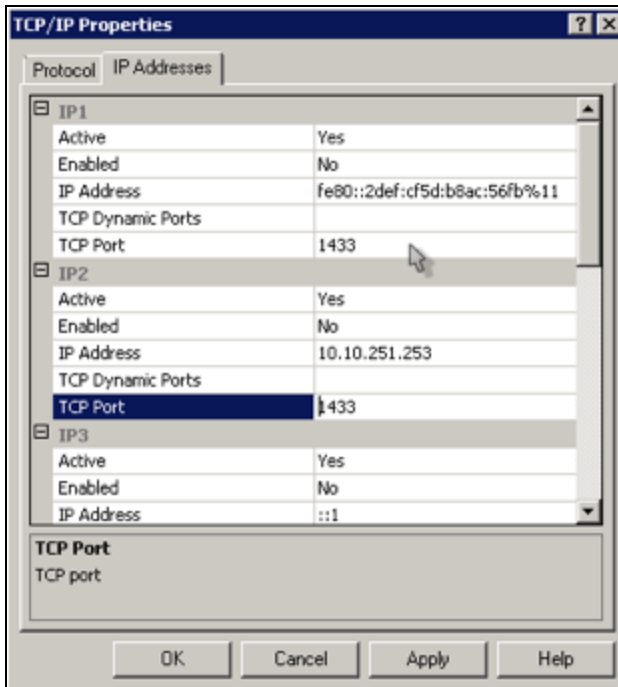 TCP/IP Properties
Protocol IP Addresses
IP1
Active Yes
Enabled No
IP Address fe80::2def:cf5d:b8ac:56fb%11
TCP Dynamic Ports
TCP Port 1433
IP2
Active Yes
Enabled No
IP Address 10.10.251.253
TCP Dynamic Ports
TCP Port 1433
IP3
Active Yes
Enabled No
IP Address ::1
TCP Port
TCP port
OK Cancel Apply Help